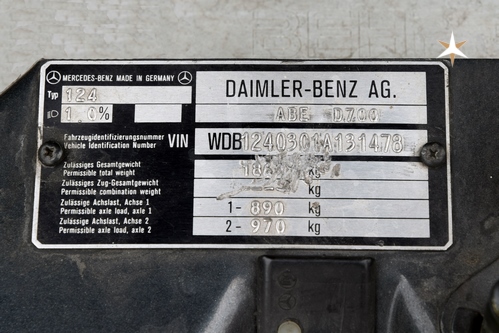 MERCEDES-BENZ MADE IN GERMANY
Typ 124
1.0%
DAIMLER-BENZ AG.
ABE D700
Fahrzeugidentifizierungsnummer
Vehicle Identification Number
VIN
WDB1240301A131478
Zulässiges Gesamtgewicht
Permissible total weight
kg
Zulässiges Zug-Gesamtgewicht
Permissible combination weight
kg
Zulässige Achslast, Achse 1
Permissible axle load, axle 1
1- 890 kg
Zulässige Achslast, Achse 2
Permissible axle load, axle 2
2- 970 kg